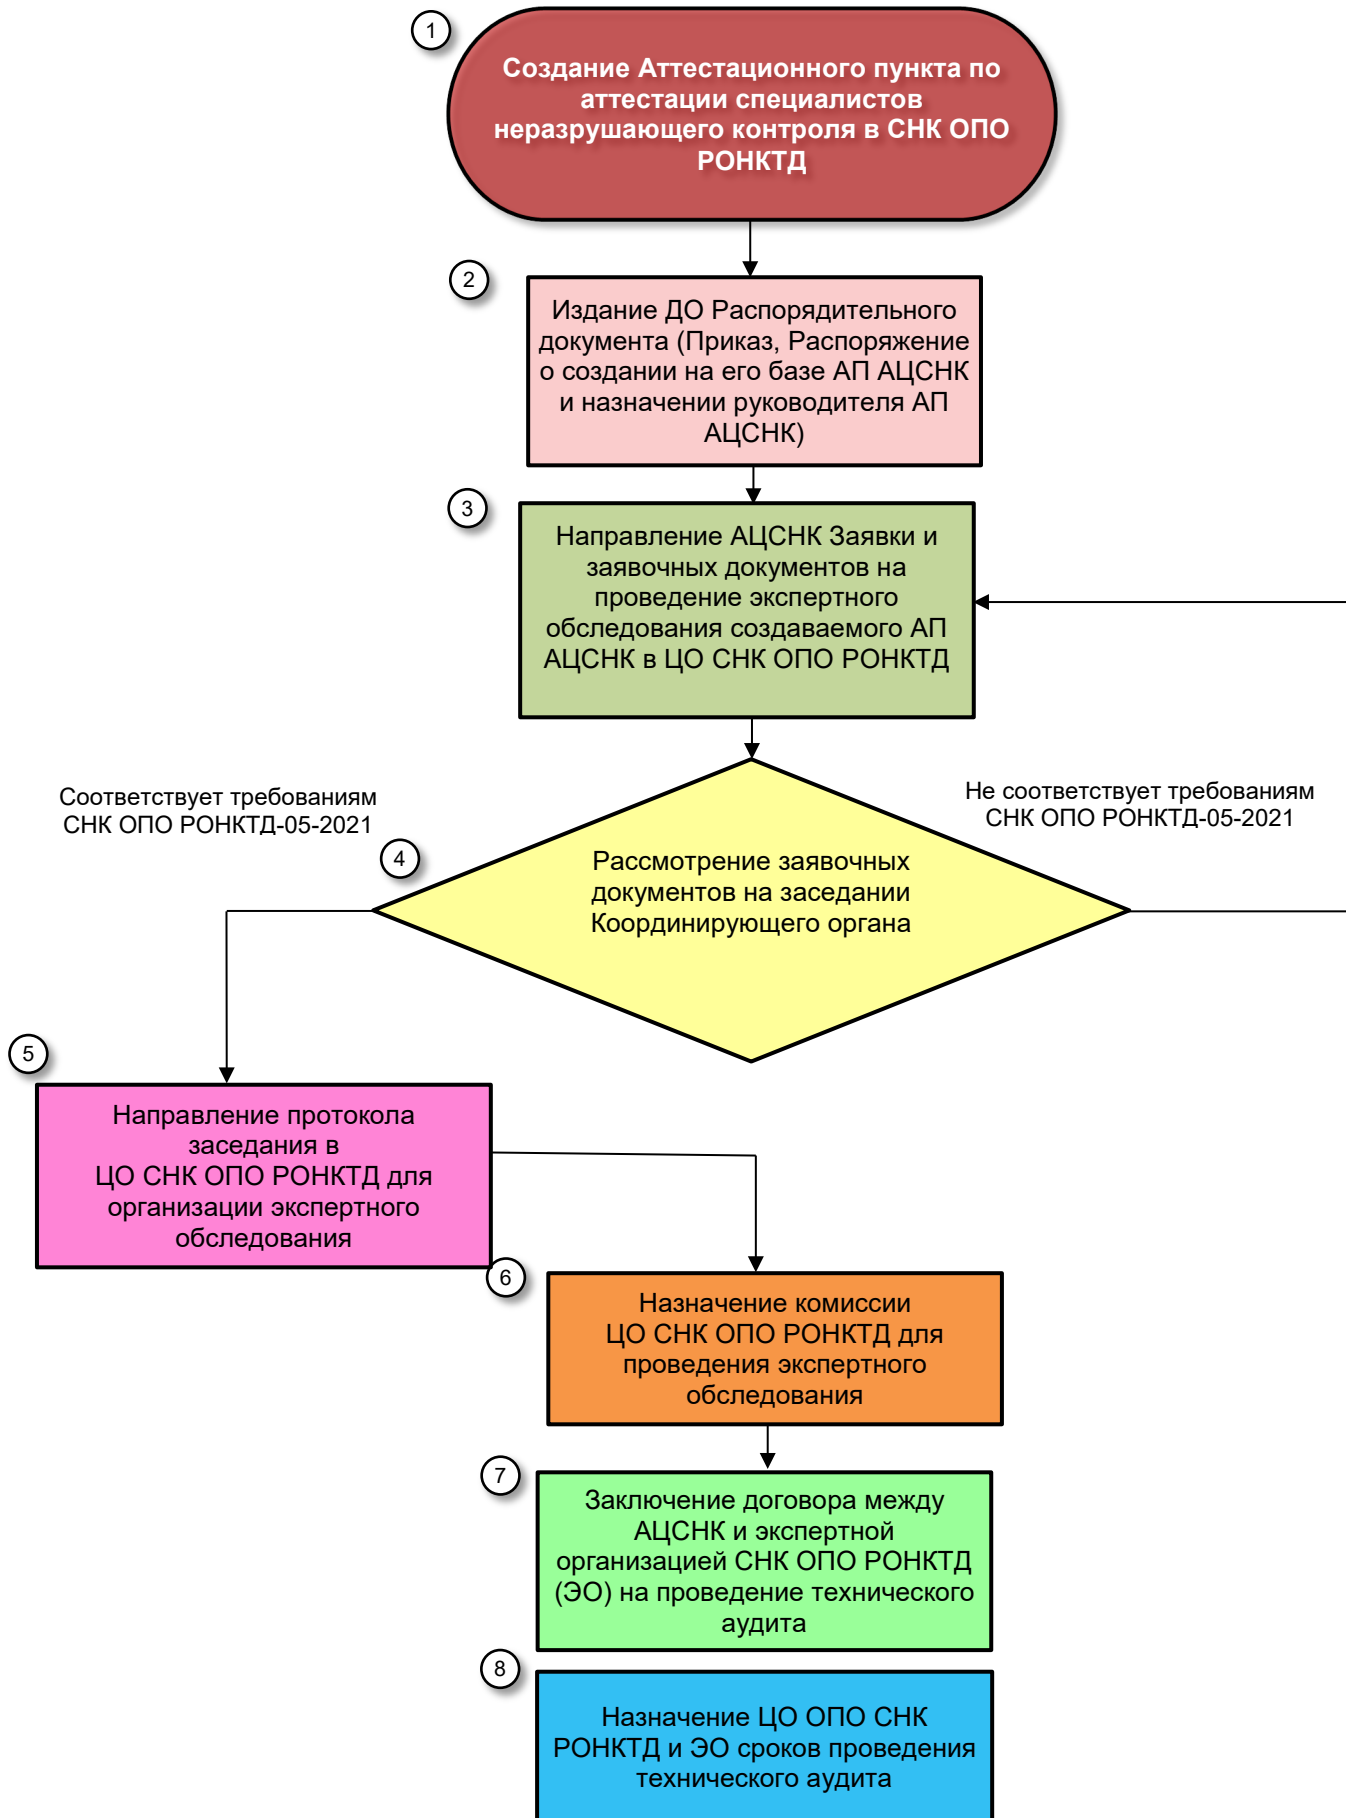 1
Создание Аттестационного пункта по
аттестации специалистов
неразрушающего контроля в СНК ОПО
РОНКТД
2
Издание ДО Распорядительного
документа (Приказ, Распоряжение
о создании на его базе АП АЦСНК
и назначении руководителя АП
АЦСНК)
3
Направление АЦСНК Заявки и
заявочных документов на
проведение экспертного
обследования создаваемого АП
АЦСНК в ЦО СНК ОПО РОНКТД
Соответствует требованиям
СНК ОПО РОНКТД-05-2021
Не соответствует требованиям
СНК ОПО РОНКТД-05-2021
4
Рассмотрение заявочных
документов на заседании
Координирующего органа
5
Направление протокола
заседания в
ЦО СНК ОПО РОНКТД для
организации экспертного
обследования
6
Назначение комиссии
ЦО СНК ОПО РОНКТД для
проведения экспертного
обследования
7
Заключение договора между
АЦСНК и экспертной
организацией СНК ОПО РОНКТД
(ЭО) на проведение технического
аудита
8
Назначение ЦО ОПО СНК
РОНКТД и ЭО сроков проведения
технического аудита